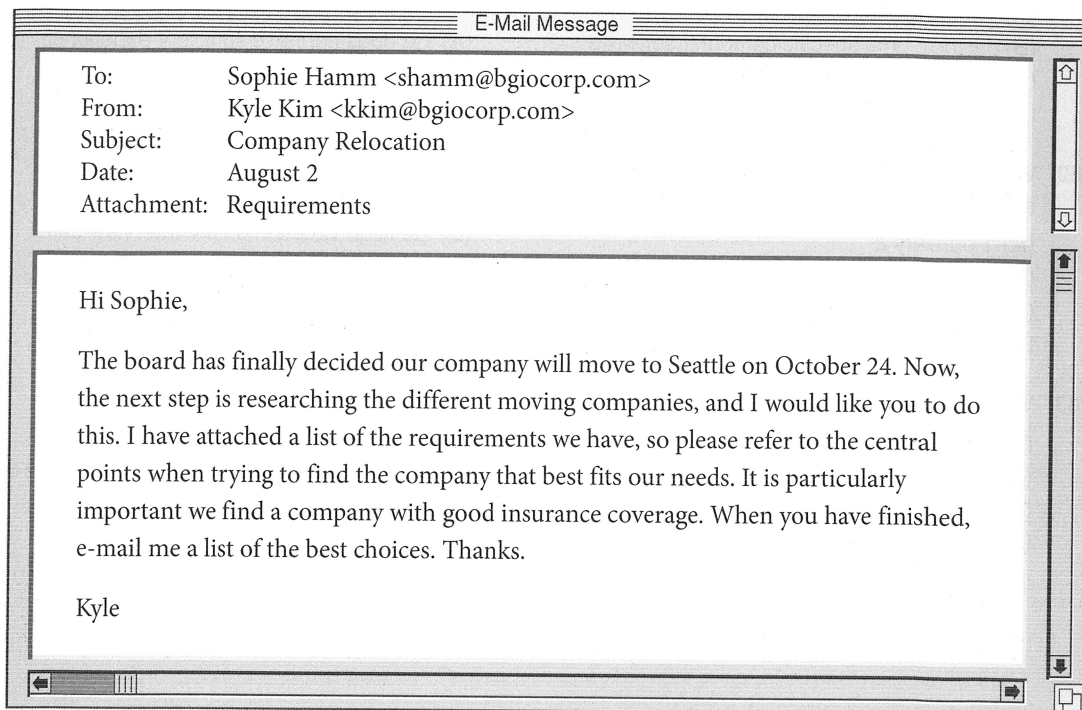 E-Mail Message
To: Sophie Hamm <shamm@bgiocorp.com>
From: Kyle Kim <kkim@bgiocorp.com>
Subject: Company Relocation
Date: August 2
Attachment: Requirements
Hi Sophie,
The board has finally decided our company will move to Seattle on October 24. Now,
the next step is researching the different moving companies, and I would like you to do
this. I have attached a list of the requirements we have, so please refer to the central
points when trying to find the company that best fits our needs. It is particularly
important we find a company with good insurance coverage. When you have finished,
e-mail me a list of the best choices. Thanks.
Kyle